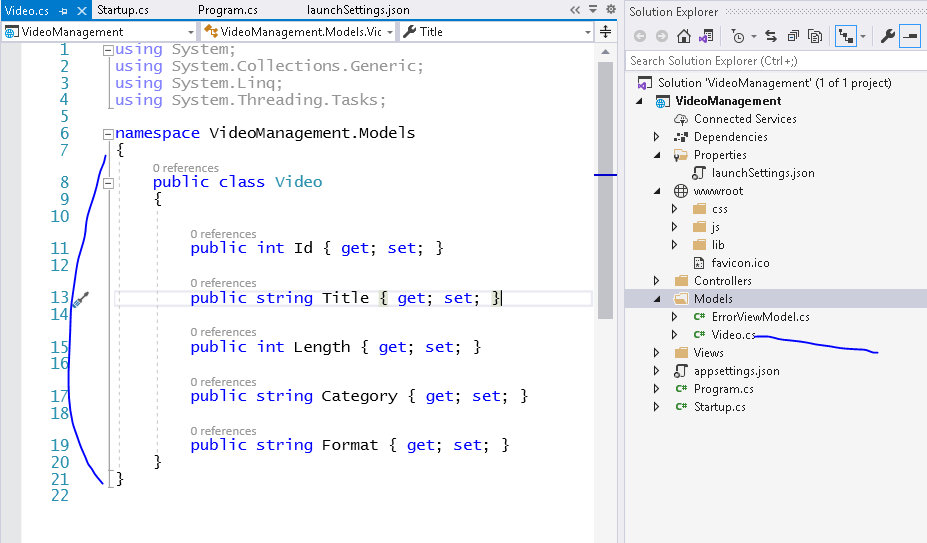 Video.cs
Startup.cs
Program.cs
launchSettings.json
VideoManagement
VideoManagement.Models.Vic
Title
1 using System;
2 using System.Collections.Generic;
3 using System.Linq;
4 using System.Threading.Tasks;
5
6 namespace VideoManagement.Models
7 {
0 references
8 public class Video
9 {
10
0 references
11 public int Id { get; set; }
12
0 references
13 public string Title { get; set; }
14
0 references
15 public int Length { get; set; }
16
0 references
17 public string Category { get; set; }
18
0 references
19 public string Format { get; set; }
20 }
21 }
22
Solution Explorer
Search Solution Explorer (Ctrl+;)
Solution 'VideoManagement' (1 of 1 project)
VideoManagement
Connected Services
Dependencies
Properties
launchSettings.json
wwwroot
css
js
lib
favicon.ico
Controllers
Models
C# ErrorViewModel.cs
C# Video.cs
Views
appsettings.json
C# Program.cs
C# Startup.cs